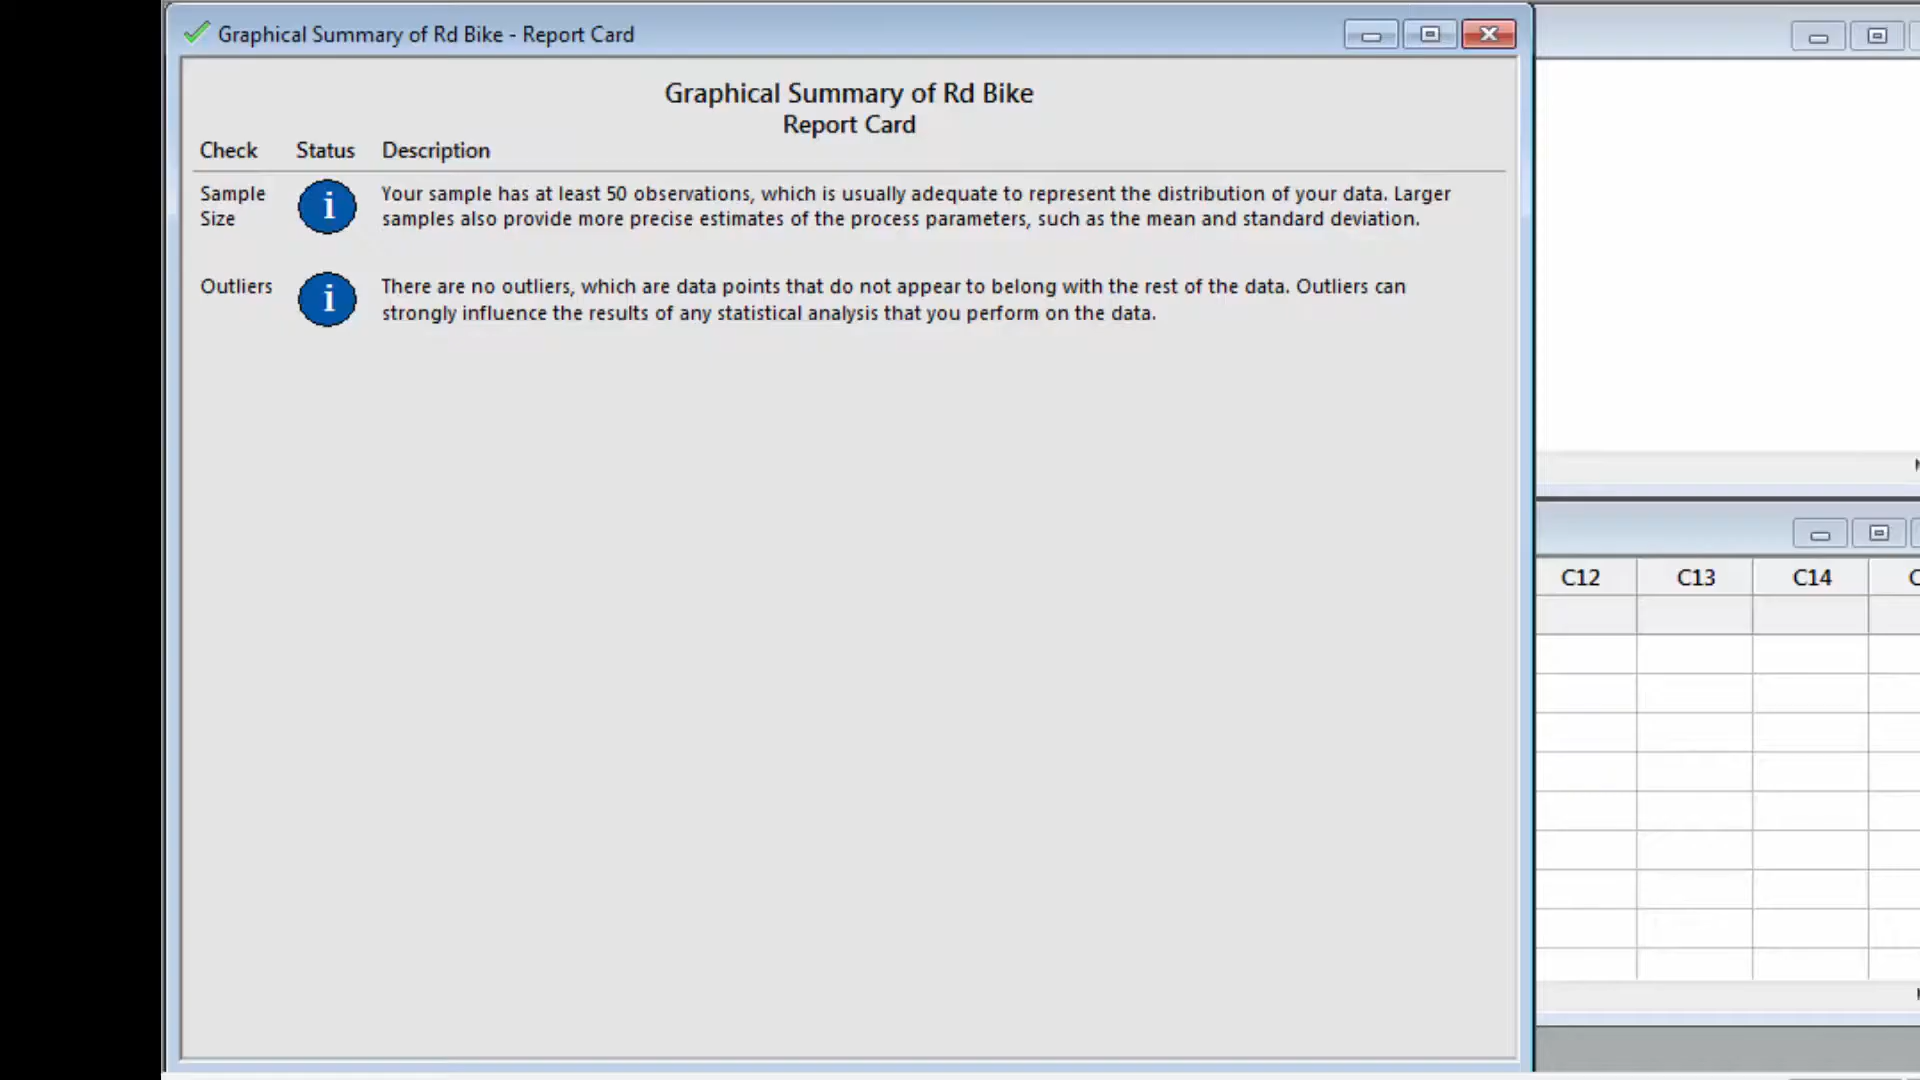 Graphical Summary of Rd Bike - Report Card
Graphical Summary of Rd Bike
Report Card
Check Status Description
Sample Size
Your sample has at least 50 observations, which is usually adequate to represent the distribution of your data. Larger
samples also provide more precise estimates of the process parameters, such as the mean and standard deviation.
Outliers
There are no outliers, which are data points that do not appear to belong with the rest of the data. Outliers can
strongly influence the results of any statistical analysis that you perform on the data.
C12 C13 C14